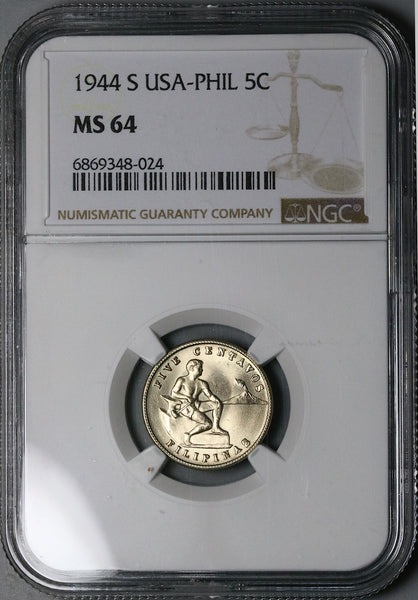 1944 S USA-PHIL 5C
MS 64
6869348-024
NUMISMATIC GUARANTY COMPANY
NGC®
FIVE CENTAVOS
FILIPINAS